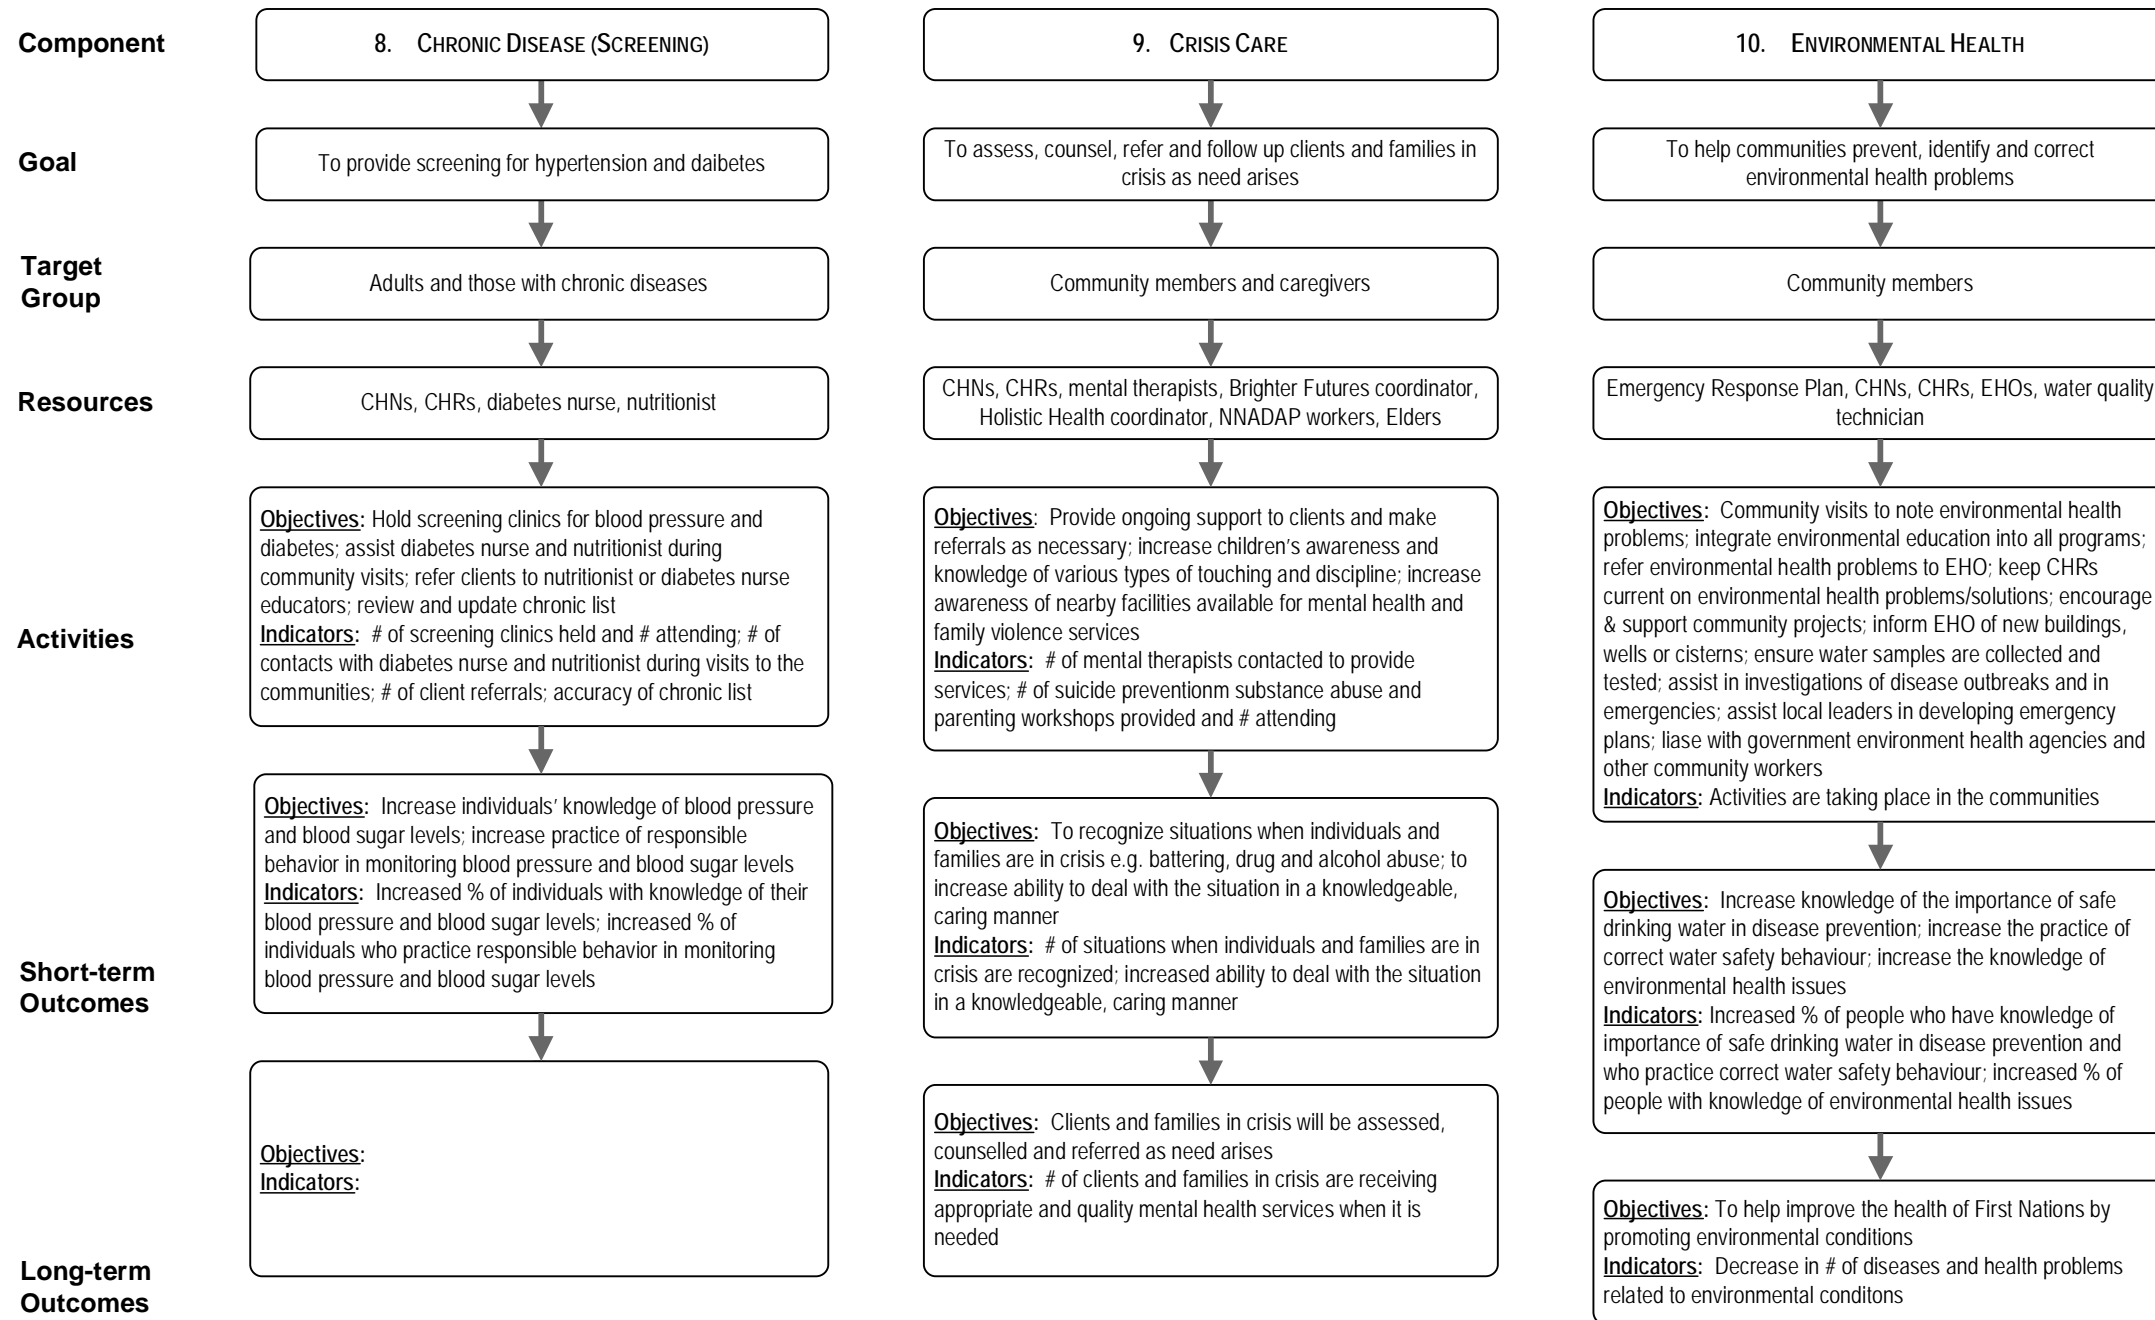 Component
8. CHRONIC DISEASE (SCREENING)
9. CRISIS CARE
10. ENVIRONMENTAL HEALTH
Goal
To provide screening for hypertension and daibetes
To assess, counsel, refer and follow up clients and families in
crisis as need arises
To help communities prevent, identify and correct
environmental health problems
Target
Group
Adults and those with chronic diseases
Community members and caregivers
Community members
Resources
CHNs, CHRs, diabetes nurse, nutritionist
CHNs, CHRs, mental therapists, Brighter Futures coordinator,
Holistic Health coordinator, NNADAP workers, Elders
Emergency Response Plan, CHNs, CHRs, EHOs, water quality
technician
Activities
Objectives: Hold screening clinics for blood pressure and
diabetes; assist diabetes nurse and nutritionist during
community visits; refer clients to nutritionist or diabetes nurse
educators; review and update chronic list
Indicators: # of screening clinics held and # attending; # of
contacts with diabetes nurse and nutritionist during visits to the
communities; # of client referrals; accuracy of chronic list
Objectives: Provide ongoing support to clients and make
referrals as necessary; increase children's awareness and
knowledge of various types of touching and discipline; increase
awareness of nearby facilities available for mental health and
family violence services
Indicators: # of mental therapists contacted to provide
services; # of suicide preventionm substance abuse and
parenting workshops provided and # attending
Objectives: Community visits to note environmental health
problems; integrate environmental education into all programs;
refer environmental health problems to EHO; keep CHRs
current on environmental health problems/solutions; encourage
& support community projects; inform EHO of new buildings,
wells or cisterns; ensure water samples are collected and
tested; assist in investigations of disease outbreaks and in
emergencies; assist local leaders in developing emergency
plans; liase with government environment health agencies and
other community workers
Indicators: Activities are taking place in the communities
Short-term
Outcomes
Objectives: Increase individuals' knowledge of blood pressure
and blood sugar levels; increase practice of responsible
behavior in monitoring blood pressure and blood sugar levels
Indicators: Increased % of individuals with knowledge of their
blood pressure and blood sugar levels; increased % of
individuals who practice responsible behavior in monitoring
blood pressure and blood sugar levels
Objectives: To recognize situations when individuals and
families are in crisis e.g. battering, drug and alcohol abuse; to
increase ability to deal with the situation in a knowledgeable,
caring manner
Indicators: # of situations when individuals and families are in
crisis are recognized; increased ability to deal with the situation
in a knowledgeable, caring manner
Objectives: Increase knowledge of the importance of safe
drinking water in disease prevention; increase the practice of
correct water safety behaviour; increase the knowledge of
environmental health issues
Indicators: Increased % of people who have knowledge of
importance of safe drinking water in disease prevention and
who practice correct water safety behaviour; increased % of
people with knowledge of environmental health issues
Long-term
Outcomes
Objectives:
Indicators:
Objectives: Clients and families in crisis will be assessed,
counselled and referred as need arises
Indicators: # of clients and families in crisis are receiving
appropriate and quality mental health services when it is
needed
Objectives: To help improve the health of First Nations by
promoting environmental conditions
Indicators: Decrease in # of diseases and health problems
related to environmental conditons